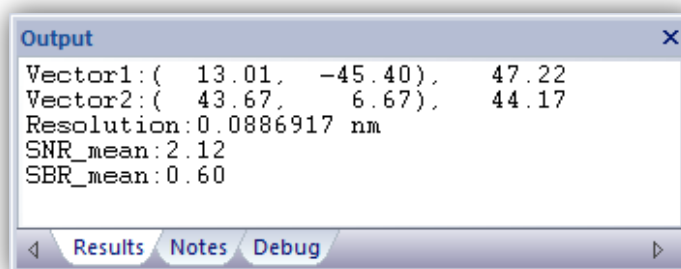 Output
Vector1:( 13.01, -45.40), 47.22
Vector2:( 43.67, 6.67), 44.17
Resolution:0.0886917 nm
SNR_mean:2.12
SBR_mean:0.60
Results Notes Debug